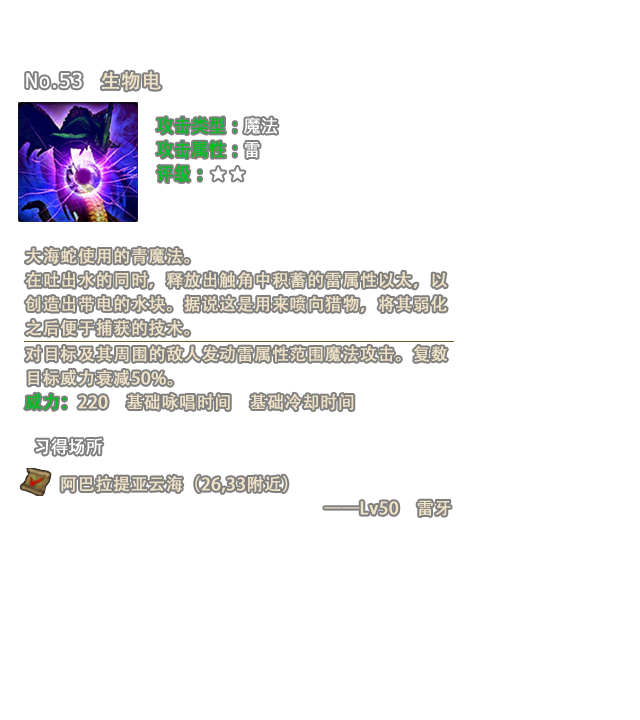 No.53 生物电
攻击类型：魔法
攻击属性：雷
评级：★★
大海蛇使用的青魔法。
在吐出水的同时，释放出触角中积蓄的雷属性以太，以
创造出带电的水块。据说这是用来喷向猎物，将其弱化
之后便于捕获的技术。
对目标及其周围的敌人发动雷属性范围魔法攻击。复数
目标威力衰减50%。
威力：220 基础咏唱时间 基础冷却时间
习得场所
阿巴拉提亚云海（26,33附近）
——Lv50 雷牙